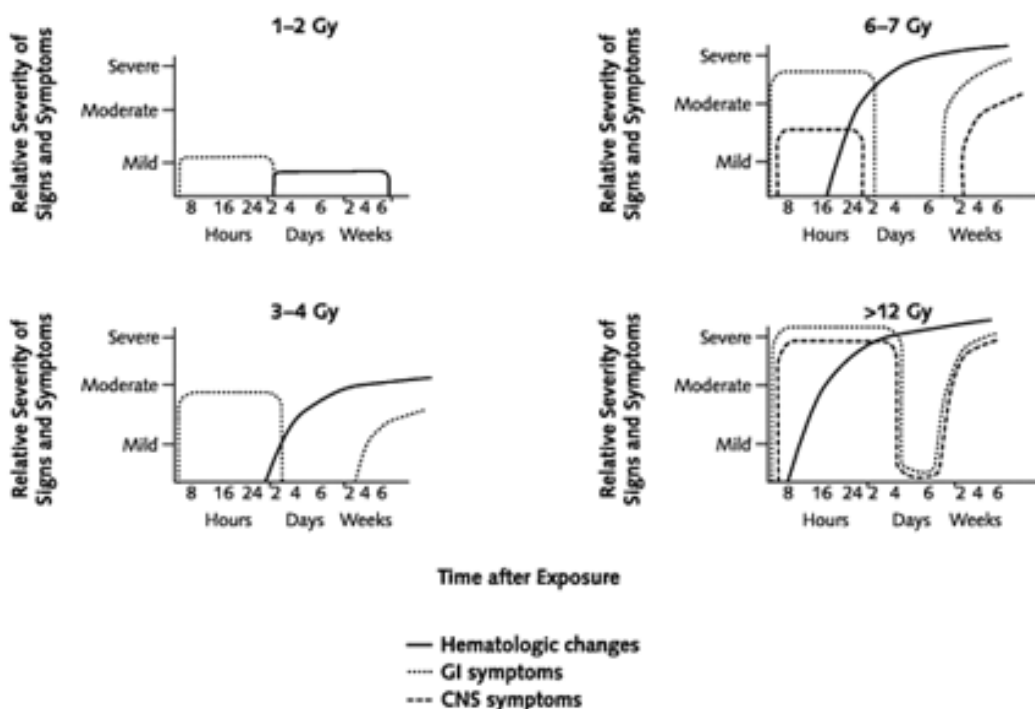 1–2 Gy
Relative Severity of
Signs and Symptoms
Severe
Moderate
Mild
8 16 24 2 4 6 2 4 6
Hours Days Weeks
6–7 Gy
Relative Severity of
Signs and Symptoms
Severe
Moderate
Mild
8 16 24 2 4 6 2 4 6
Hours Days Weeks
3–4 Gy
Relative Severity of
Signs and Symptoms
Severe
Moderate
Mild
8 16 24 2 4 6 2 4 6
Hours Days Weeks
>12 Gy
Relative Severity of
Signs and Symptoms
Severe
Moderate
Mild
8 16 24 2 4 6 2 4 6
Hours Days Weeks
Time after Exposure
Hematologic changes
GI symptoms
CNS symptoms